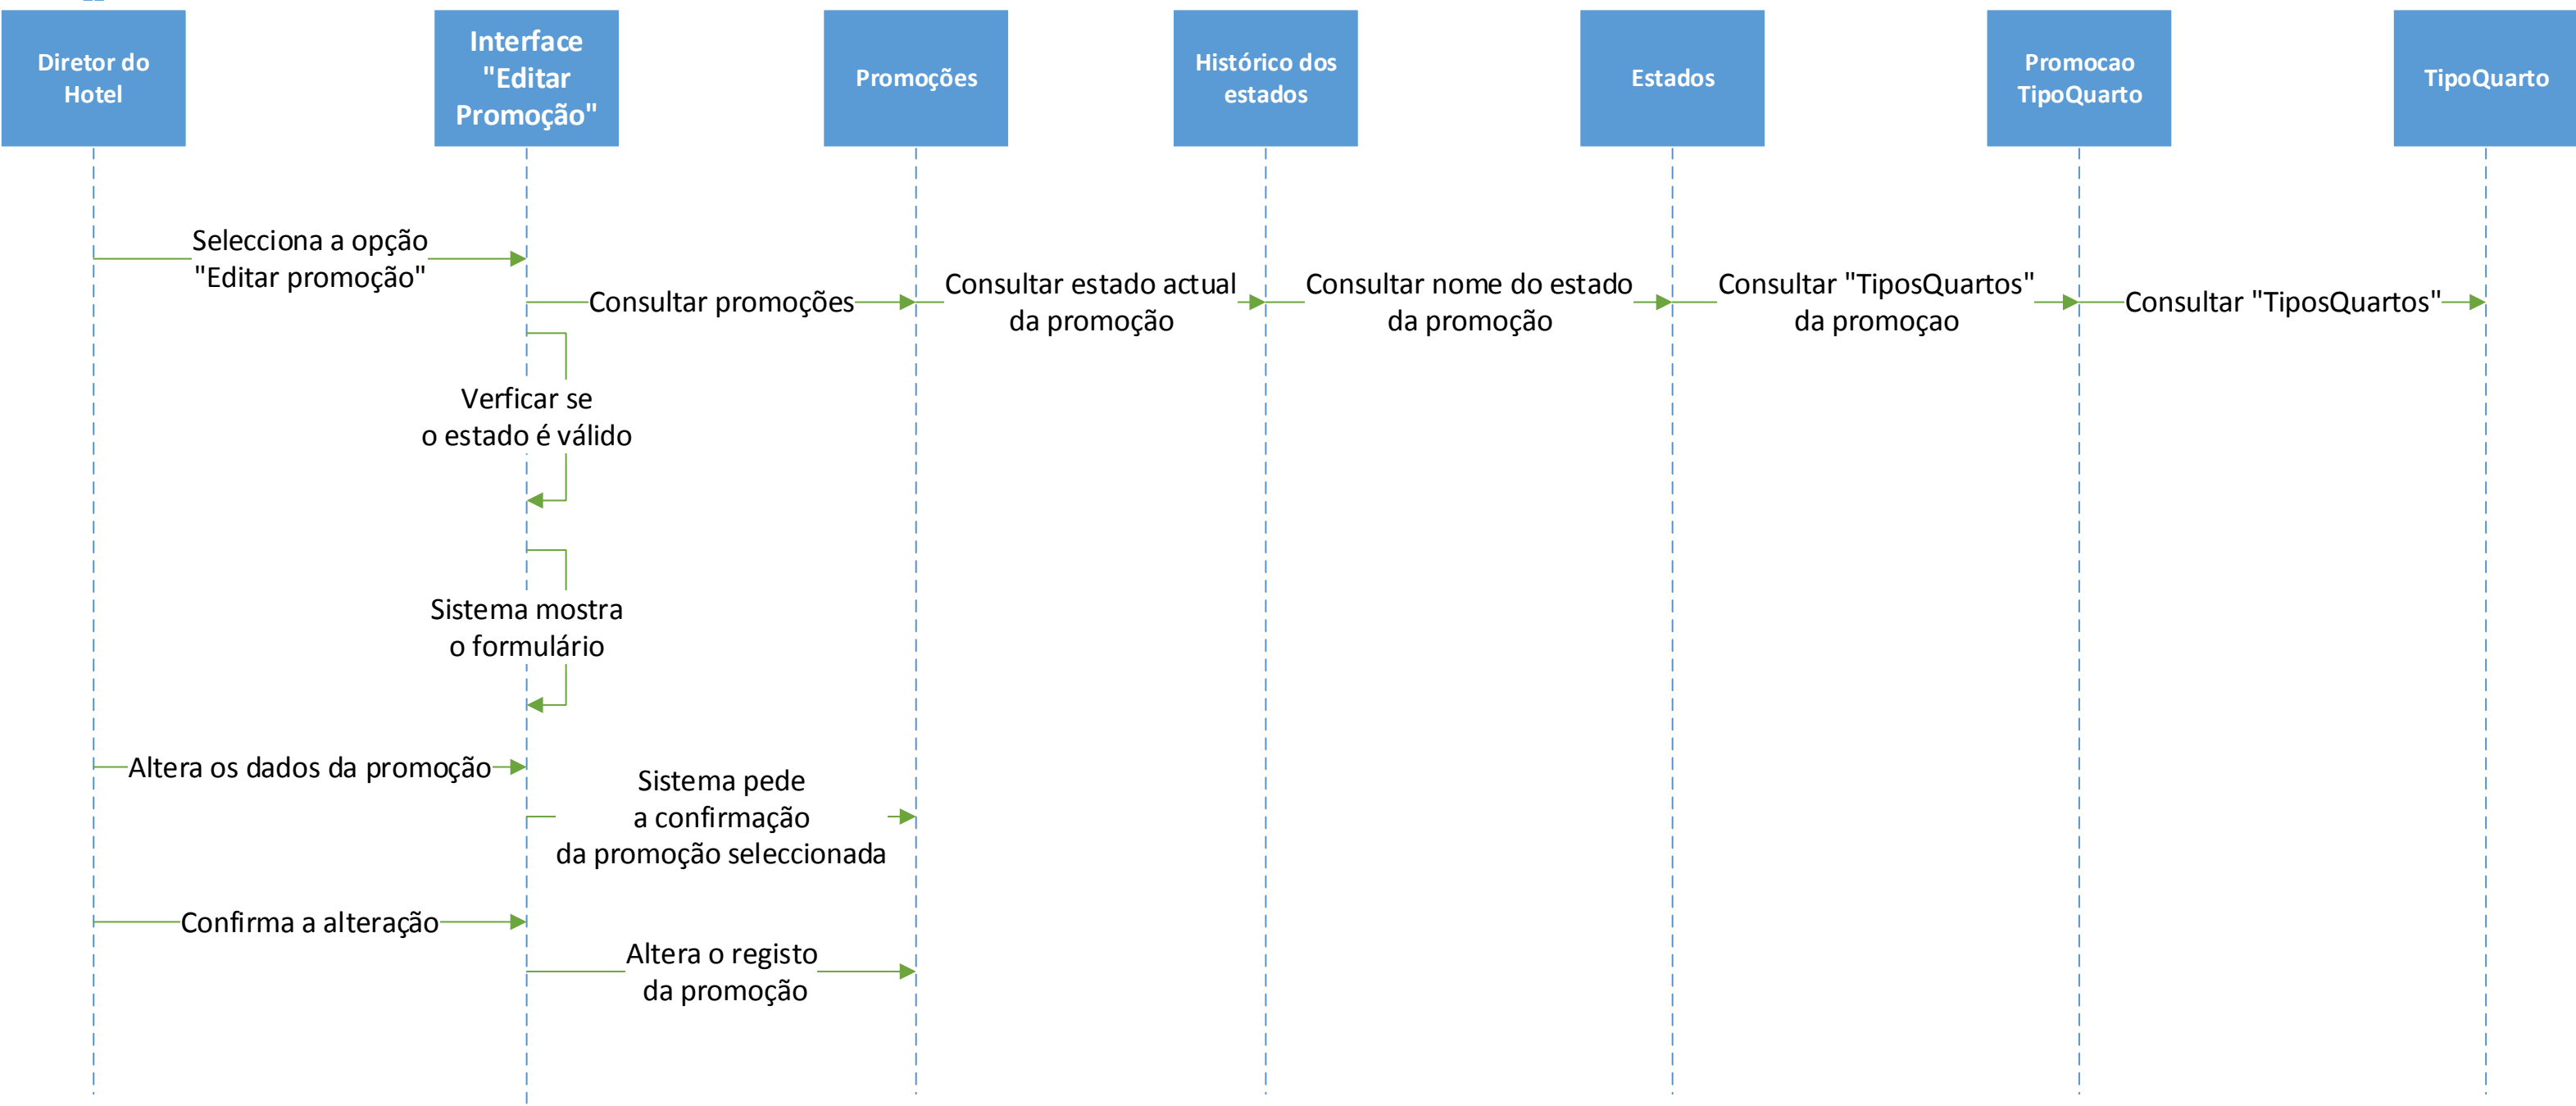 Diretor do
Hotel
Interface
"Editar
Promoção"
Promoções
Histórico dos
estados
Estados
Promocao
TipoQuarto
TipoQuarto
Selecciona a opção
"Editar promoção"
Consultar promoções
Consultar estado actual
da promoção
Consultar nome do estado
da promoção
Consultar "TiposQuartos"
da promoçao
Consultar "TiposQuartos"
Verficar se
o estado é válido
Sistema mostra
o formulário
Altera os dados da promoção
Sistema pede
a confirmação
da promoção seleccionada
Confirma a alteração
Altera o registo
da promoção